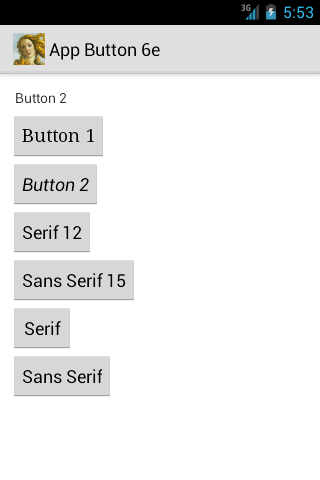 3G 5:53
App Button 6e
Button 2
Button 1
Button 2
Serif 12
Sans Serif 15
Serif
Sans Serif